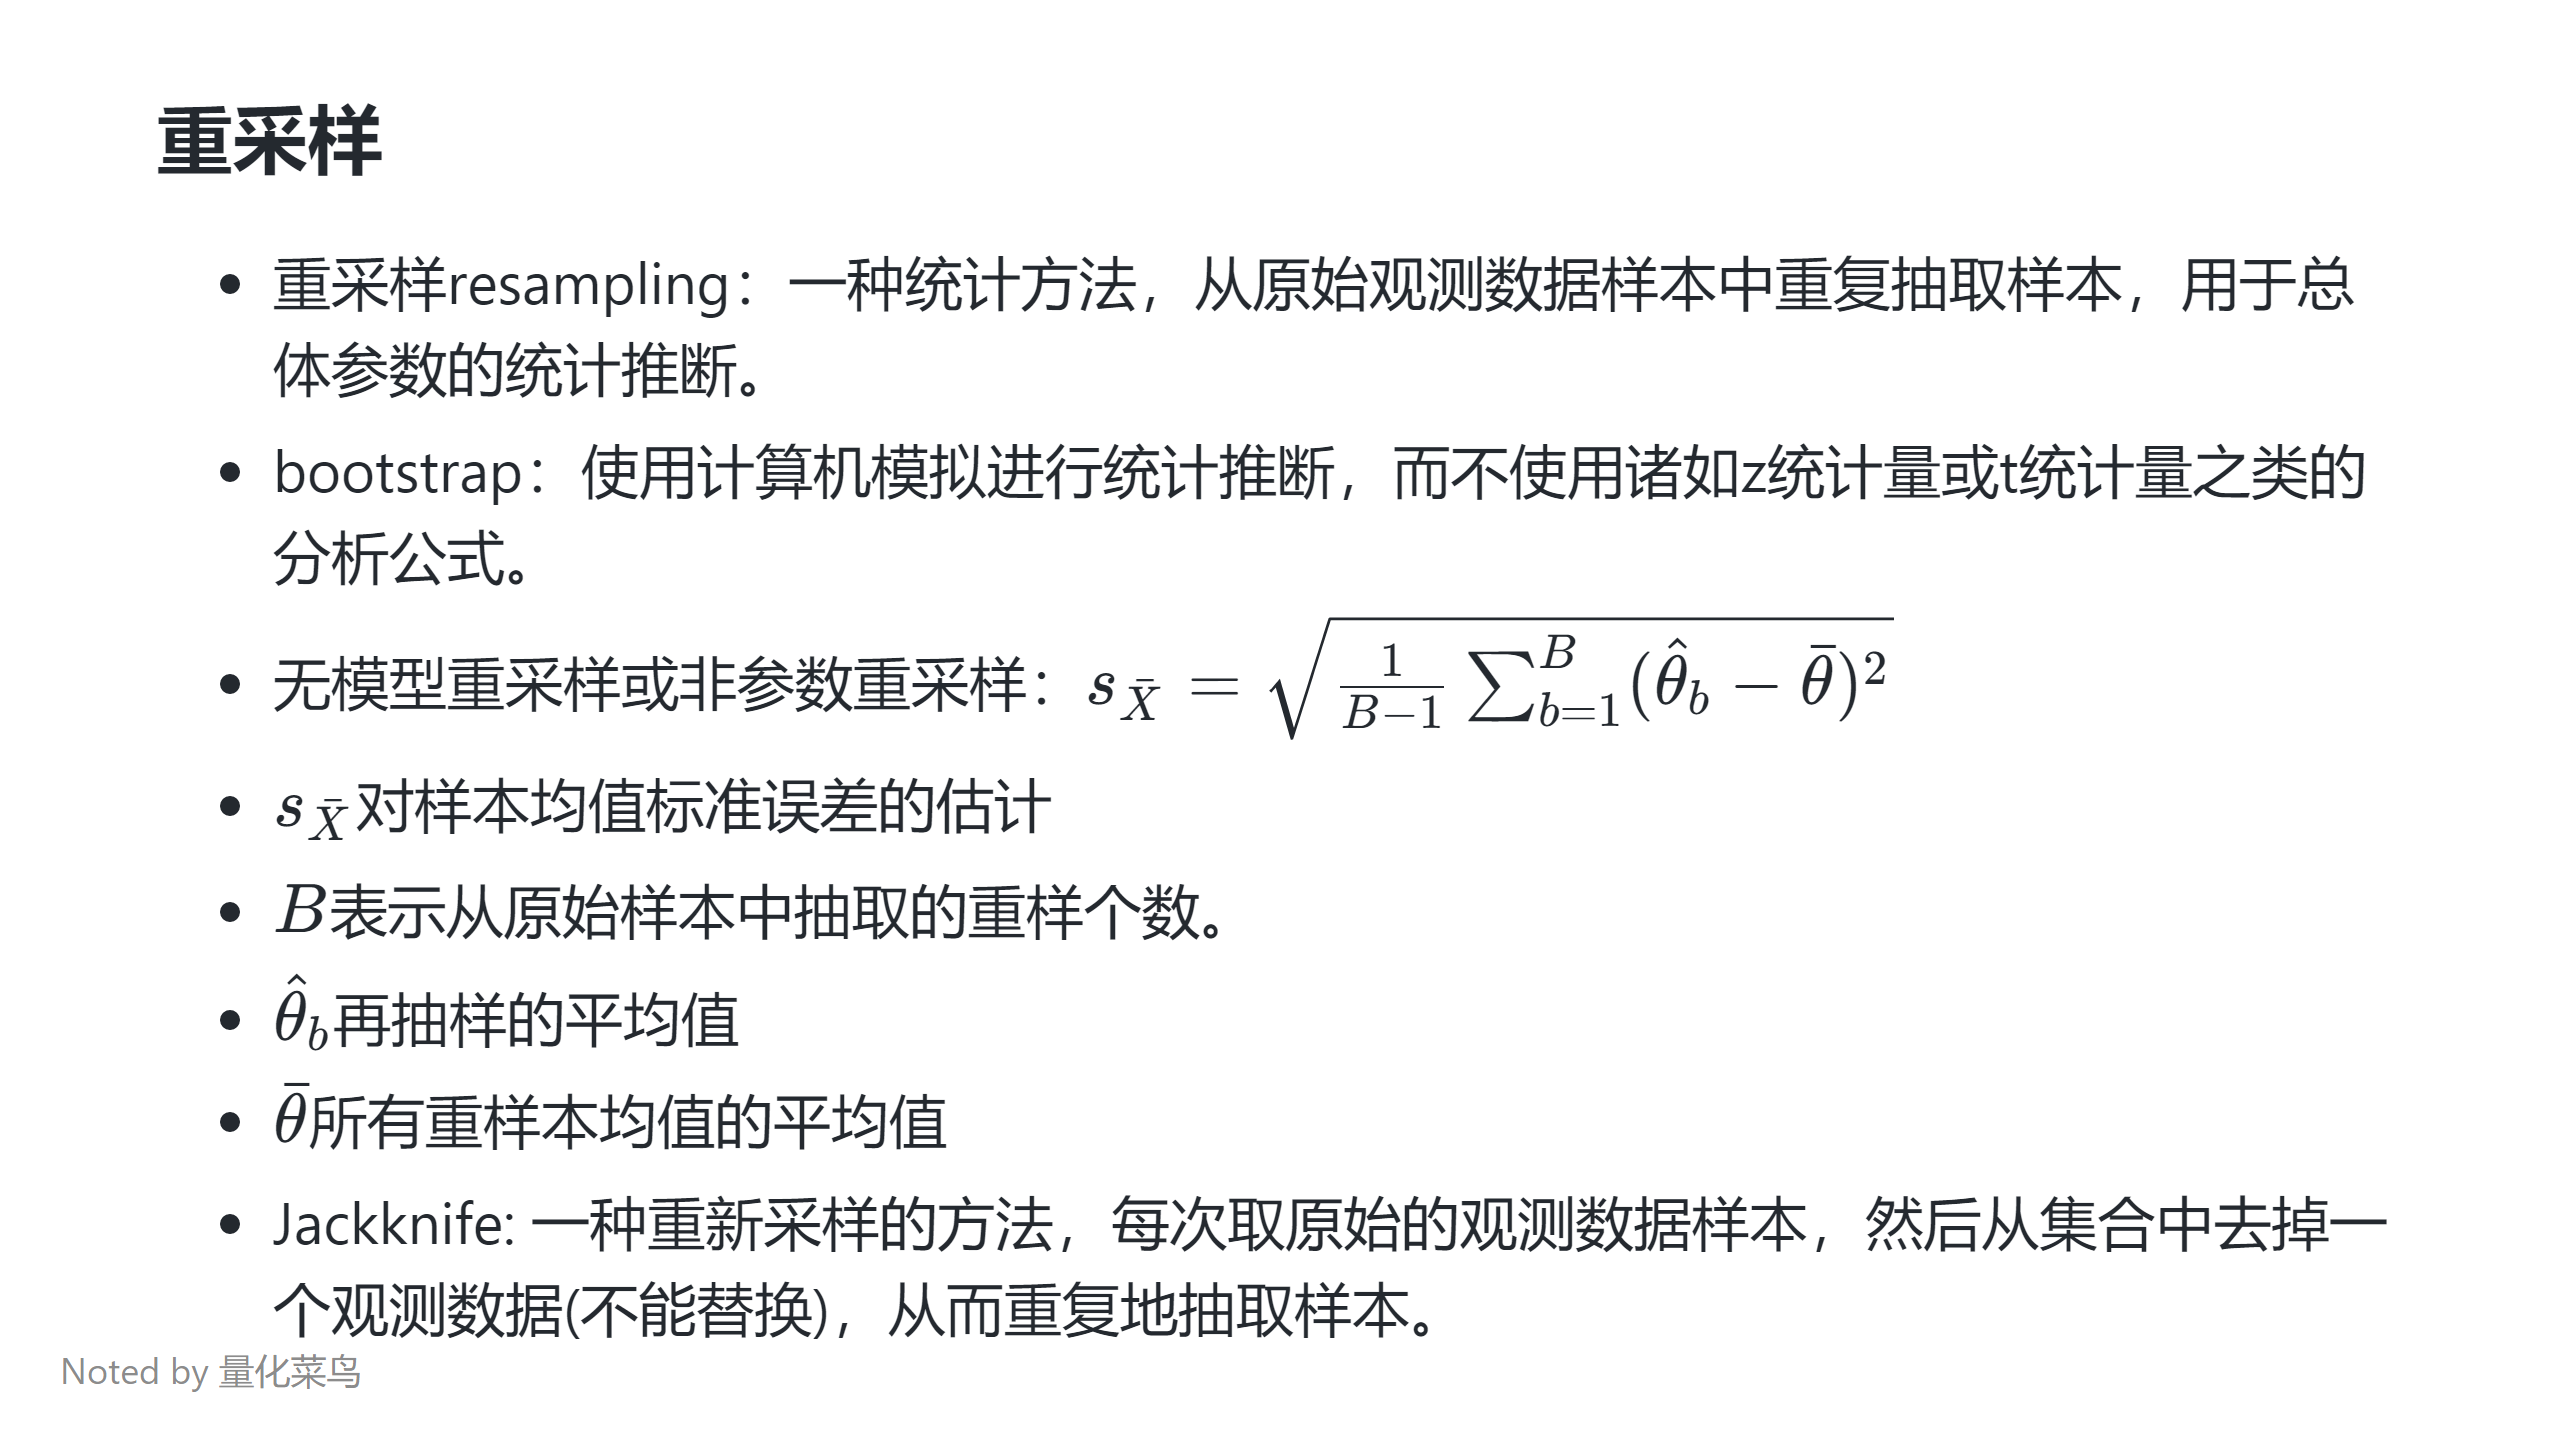 重采样
• 重采样resampling：一种统计方法，从原始观测数据样本中重复抽取样本，用于总
体参数的统计推断。
• bootstrap：使用计算机模拟进行统计推断，而不使用诸如z统计量或t统计量之类的
分析公式。
• 无模型重采样或非参数重采样：$s_{\bar{X}} = \sqrt{\frac{1}{B-1}\sum_{b=1}^{B}(\hat{\theta}_b - \bar{\theta})^2}$
• $s_{\bar{X}}$对样本均值标准误差的估计
• $B$表示从原始样本中抽取的重样个数。
• $\hat{\theta}_b$再抽样的平均值
• $\bar{\theta}$所有重样本均值的平均值
• Jackknife: 一种重新采样的方法，每次取原始的观测数据样本，然后从集合中去掉一
个观测数据(不能替换)，从而重复地抽取样本。
Noted by 量化菜鸟